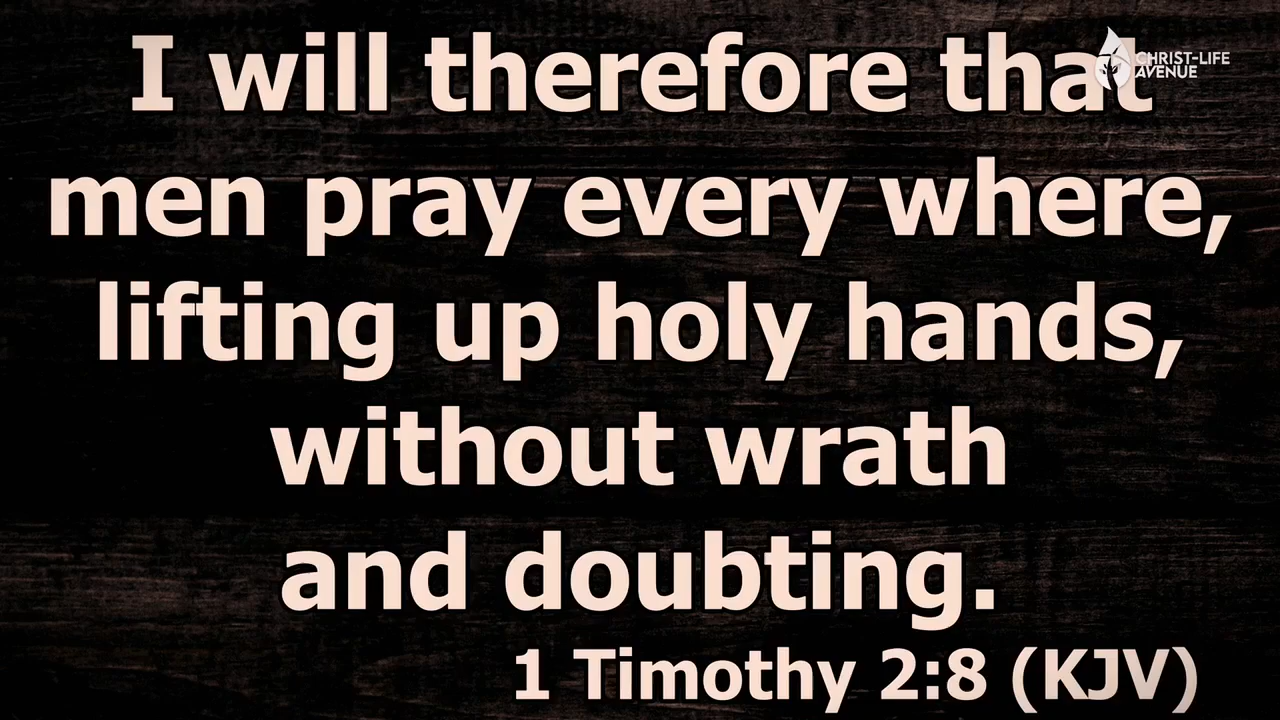 I will therefore that
CHRIST-LIFE
AVENUE
men pray every where,
lifting up holy hands,
without wrath
and doubting.
1 Timothy 2:8 (KJV)